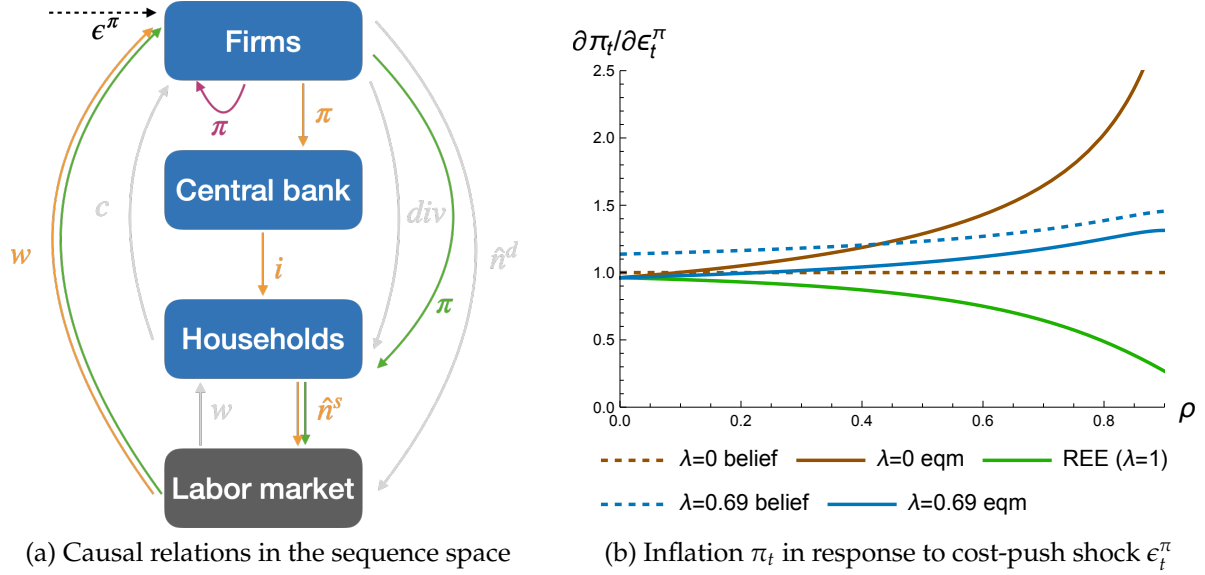 ϵ^π
Firms
π
π
Central bank
c
div
n̂^d
w
i
π
Households
w
n̂^s
Labor market
(a) Causal relations in the sequence space
∂π_t/∂ϵ_t^π
2.5
2.0
1.5
1.0
0.5
0.0
0.0
0.2
0.4
0.6
0.8
ρ
λ=0 belief
λ=0 eqm
REE (λ=1)
λ=0.69 belief
λ=0.69 eqm
(b) Inflation π_t in response to cost-push shock ϵ_t^π